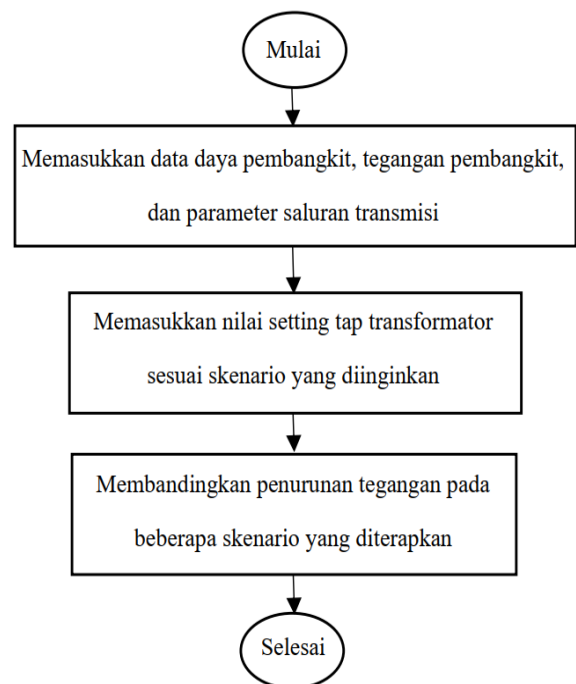 Mulai
Memasukkan data daya pembangkit, tegangan pembangkit,
dan parameter saluran transmisi
Memasukkan nilai setting tap transformator
sesuai skenario yang diinginkan
Membandingkan penurunan tegangan pada
beberapa skenario yang diterapkan
Selesai